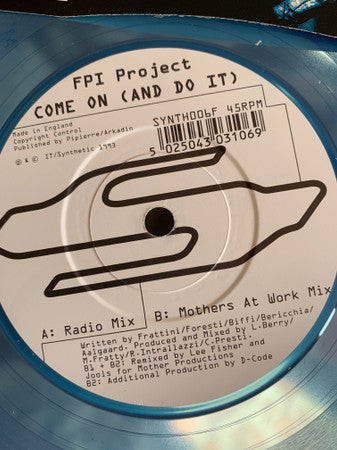 FPI Project
COME ON (AND DO IT)
Made in England
Copyright Control
Published by Pipierre/Arkadin
℗ & © IT/Synthetic 1993
SYNTH006F 45RPM
5 025043 031069
A: Radio Mix
B: Mothers At Work Mix
Written by Frattini/Foresti/Biffi/Bericchia/
Aalgaard. Produced and Mixed by L.Berry/
M.Fratty/R.Intrallazzi/C.Presti.
B1 + B2: Remixed by Lee Fisher and
Jools for Mother Productions
B2: Additional Production by D-Code